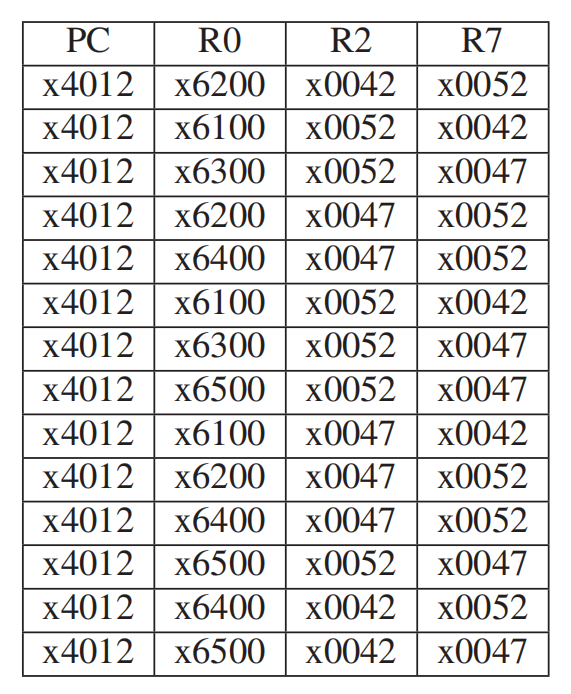 PC R0 R2 R7
x4012 x6200 x0042 x0052
x4012 x6100 x0052 x0042
x4012 x6300 x0052 x0047
x4012 x6200 x0047 x0052
x4012 x6400 x0047 x0052
x4012 x6100 x0052 x0042
x4012 x6300 x0052 x0047
x4012 x6500 x0052 x0047
x4012 x6100 x0047 x0042
x4012 x6200 x0047 x0052
x4012 x6400 x0047 x0052
x4012 x6500 x0052 x0047
x4012 x6400 x0042 x0052
x4012 x6500 x0042 x0047